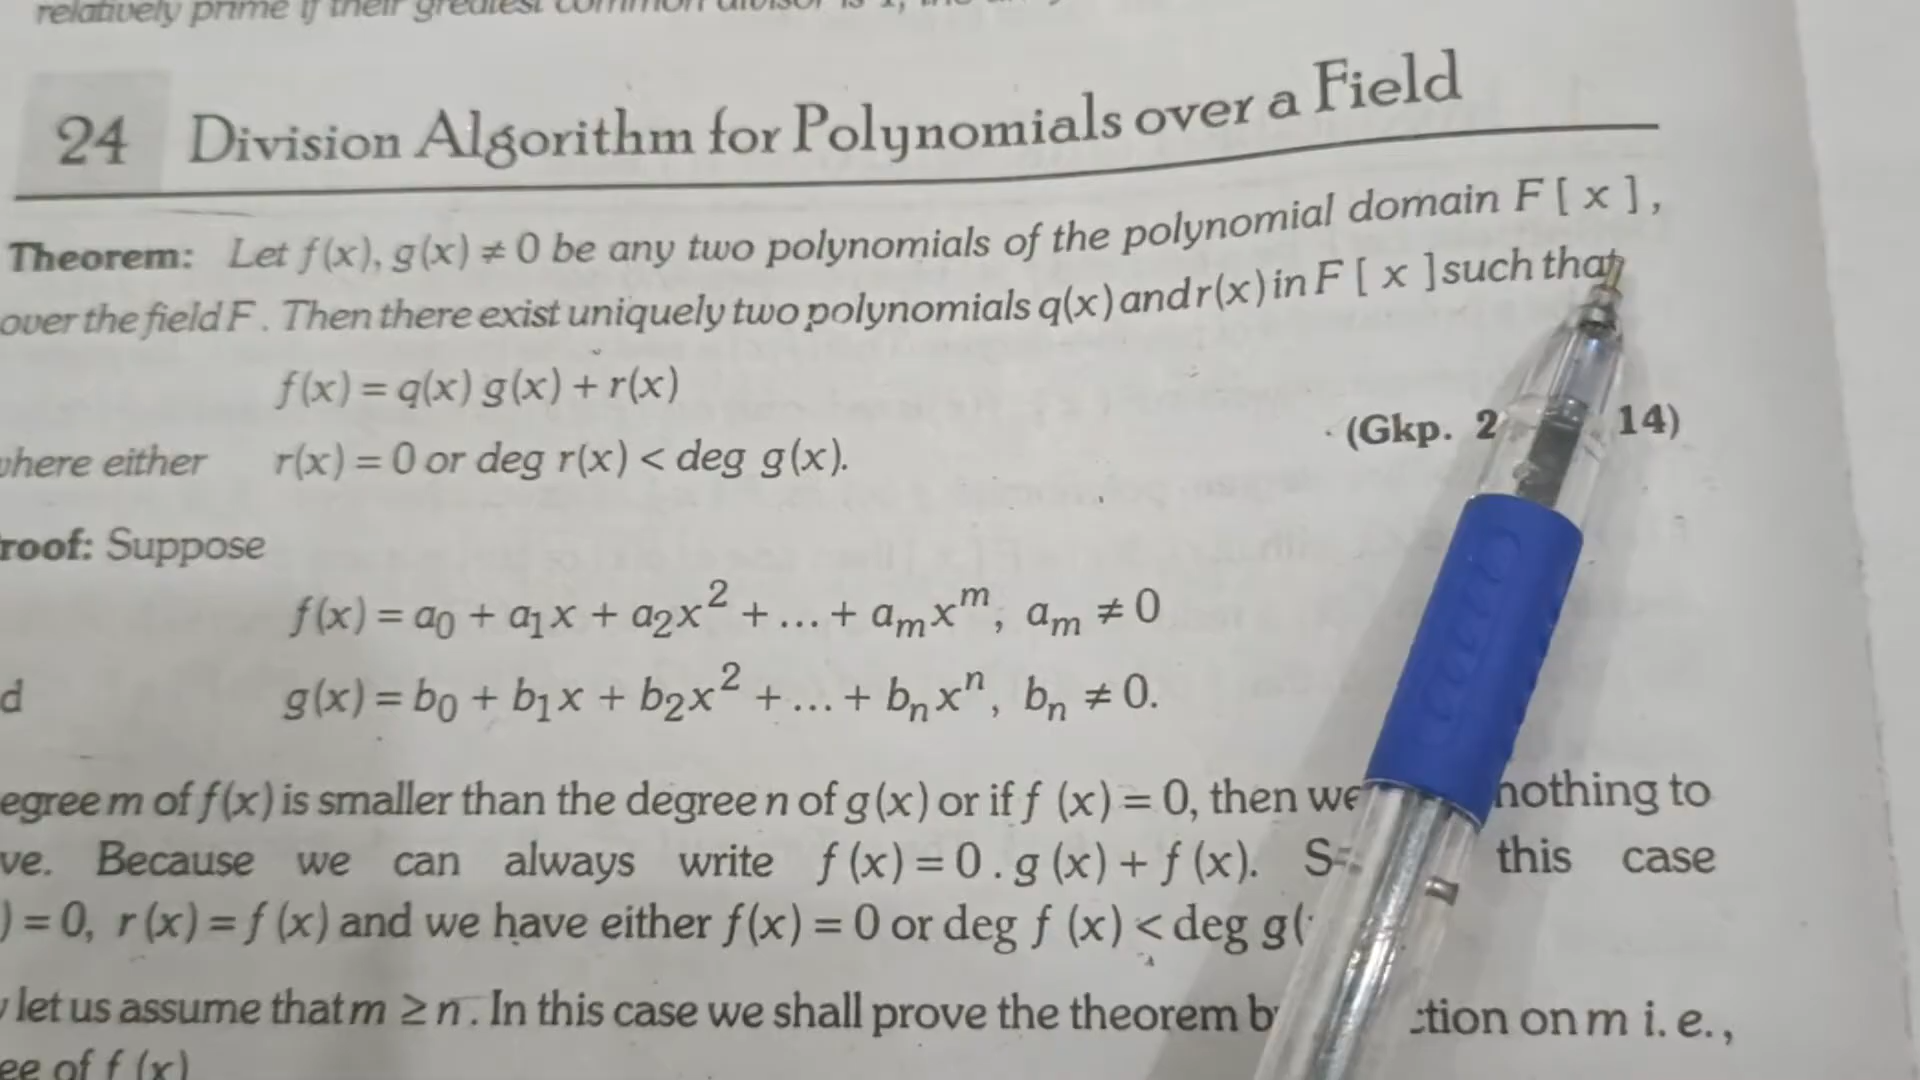 relatively prime if their greatest common divisor is 1,
24 Division Algorithm for Polynomials over a Field
Theorem: Let f(x), g(x) ≠ 0 be any two polynomials of the polynomial domain F [ x ],
over the field F. Then there exist uniquely two polynomials q(x) and r(x) in F [ x ] such that
f(x) = q(x) g(x) + r(x)
(Gkp. 2 14)
where either r(x) = 0 or deg r(x) < deg g(x).
roof: Suppose
f(x) = a₀ + a₁x + a₂x² + ... + aₘxᵐ, aₘ ≠ 0
d g(x) = b₀ + b₁x + b₂x² + ... + bₙxⁿ, bₙ ≠ 0.
egree m of f(x) is smaller than the degree n of g(x) or if f (x) = 0, then we nothing to
ve. Because we can always write f (x) = 0 . g (x) + f (x). this case
) = 0, r (x) = f (x) and we have either f(x) = 0 or deg f (x) < deg g(
let us assume that m ≥ n. In this case we shall prove the theorem b ction on m i. e.,
ee of f (x)